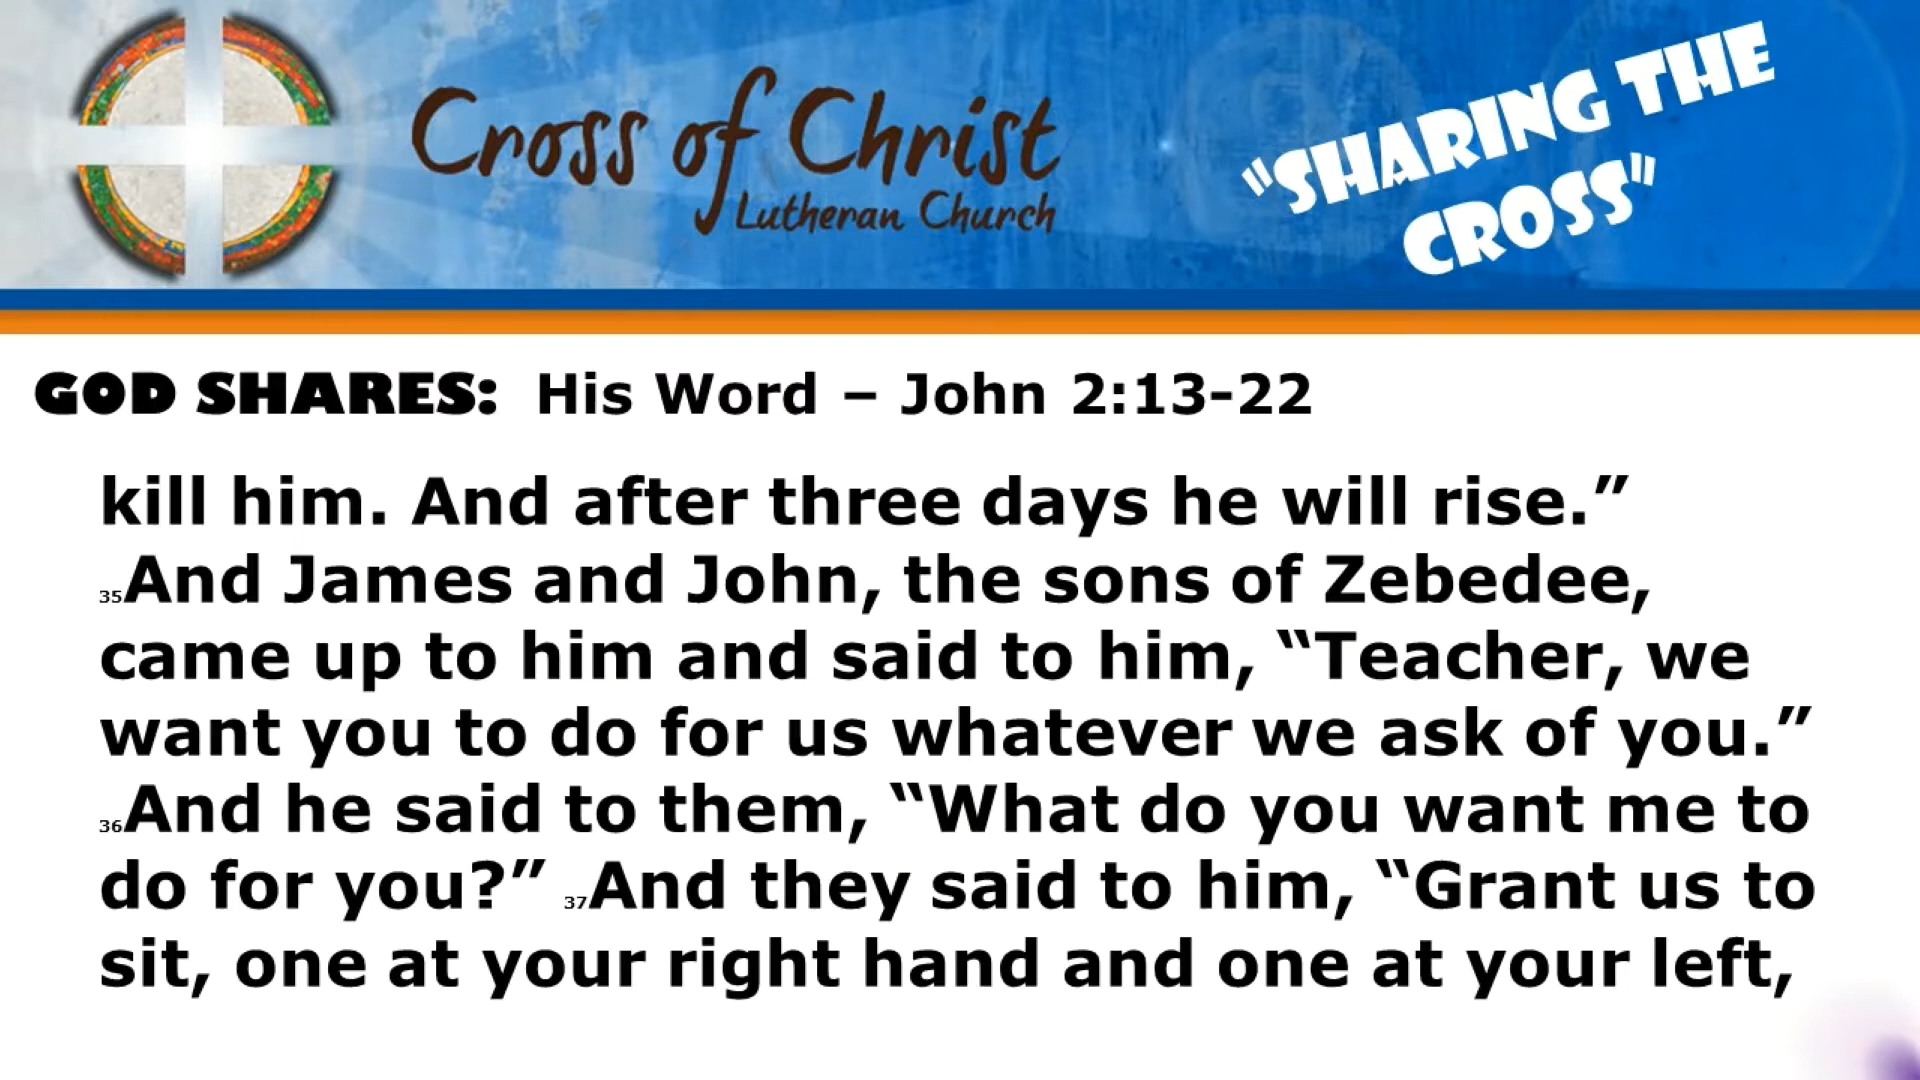 Cross of Christ
Lutheran Church
"SHARING THE
CROSS"
GOD SHARES: His Word – John 2:13-22
kill him. And after three days he will rise.”
35And James and John, the sons of Zebedee,
came up to him and said to him, “Teacher, we
want you to do for us whatever we ask of you.”
36And he said to them, “What do you want me to
do for you?” 37And they said to him, “Grant us to
sit, one at your right hand and one at your left,